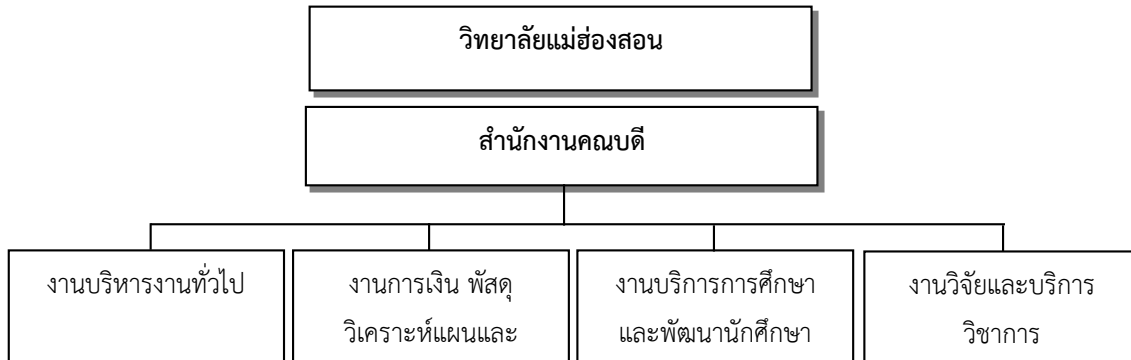 วิทยาลัยแม่ฮ่องสอน
สำนักงานคณบดี
งานบริหารงานทั่วไป
งานการเงิน พัสดุ
วิเคราะห์แผนและ
งานบริการการศึกษา
และพัฒนานักศึกษา
งานวิจัยและบริการ
วิชาการ